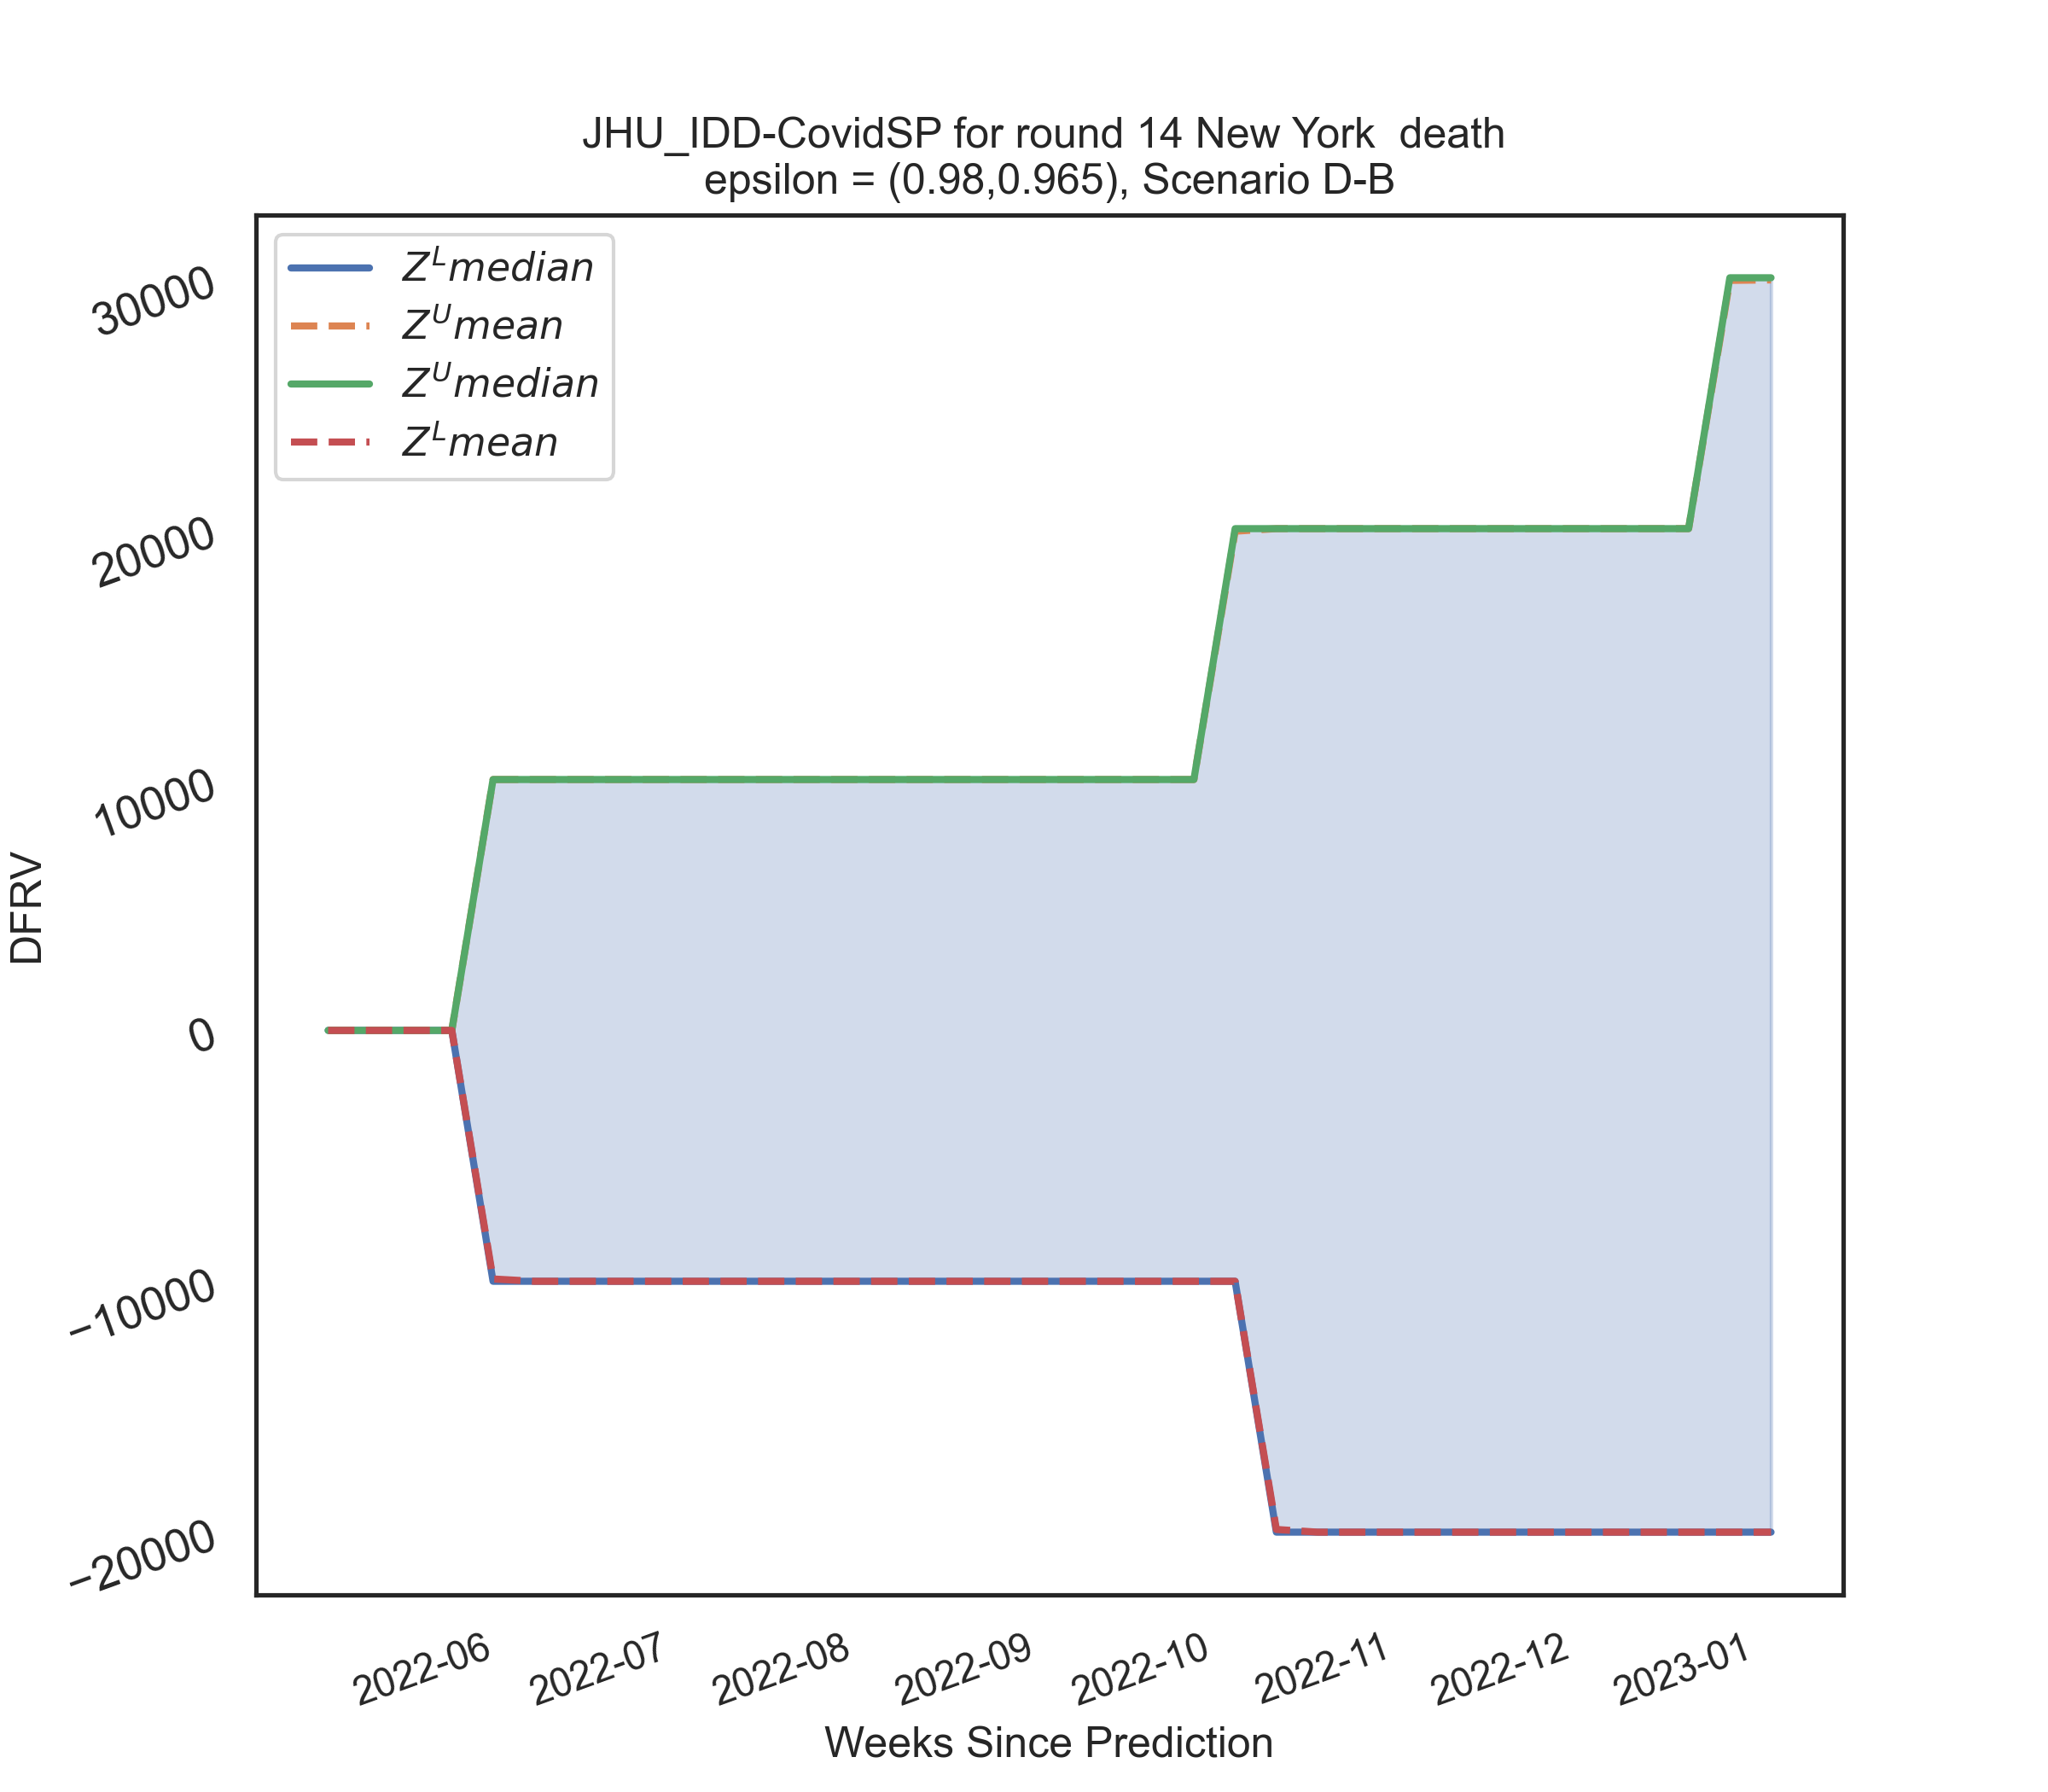 JHU_IDD-CovidSP for round 14 New York  death
epsilon = (0.98,0.965), Scenario D-B
Z^L median
Z^U mean
Z^U median
Z^L mean
30000
20000
10000
0
−10000
−20000
DFRV
2022-06
2022-07
2022-08
2022-09
2022-10
2022-11
2022-12
2023-01
Weeks Since Prediction